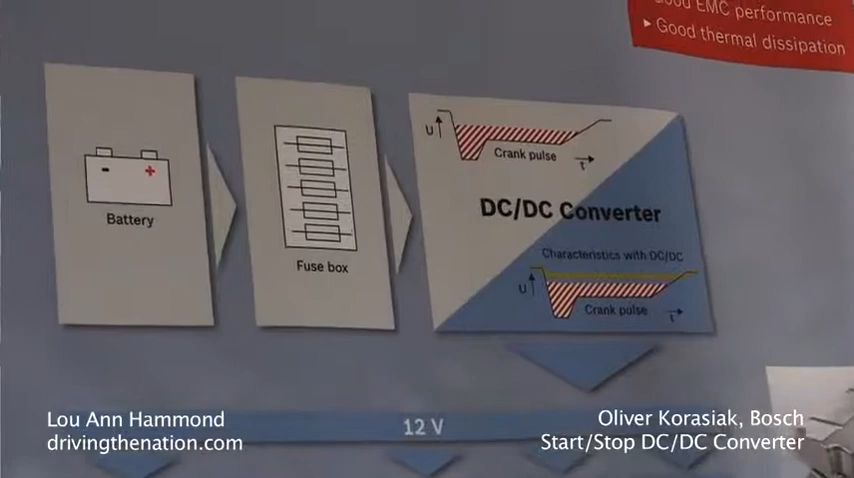 Good EMC performance
▸ Good thermal dissipation
U
Crank pulse
t
- +
Battery
Fuse box
DC/DC Converter
Characteristics with DC/DC
U
Crank pulse
t
12 V
Lou Ann Hammond
drivingthenation.com
Oliver Korasiak, Bosch
Start/Stop DC/DC Converter